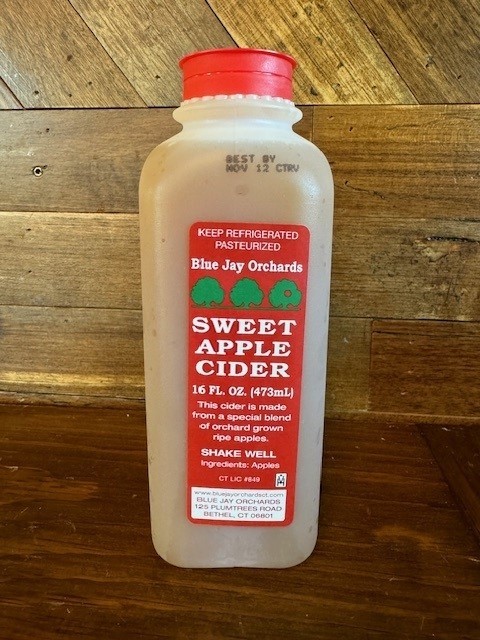 BEST BY
NOV 12 CTRV
KEEP REFRIGERATED
PASTEURIZED
Blue Jay Orchards
SWEET
APPLE
CIDER
16 FL. OZ. (473mL)
This cider is made
from a special blend
of orchard grown
ripe apples.
SHAKE WELL
Ingredients: Apples
CT LIC #849
www.bluejayorchardsct.com
BLUE JAY ORCHARDS
125 PLUMTREES ROAD
BETHEL, CT 06801